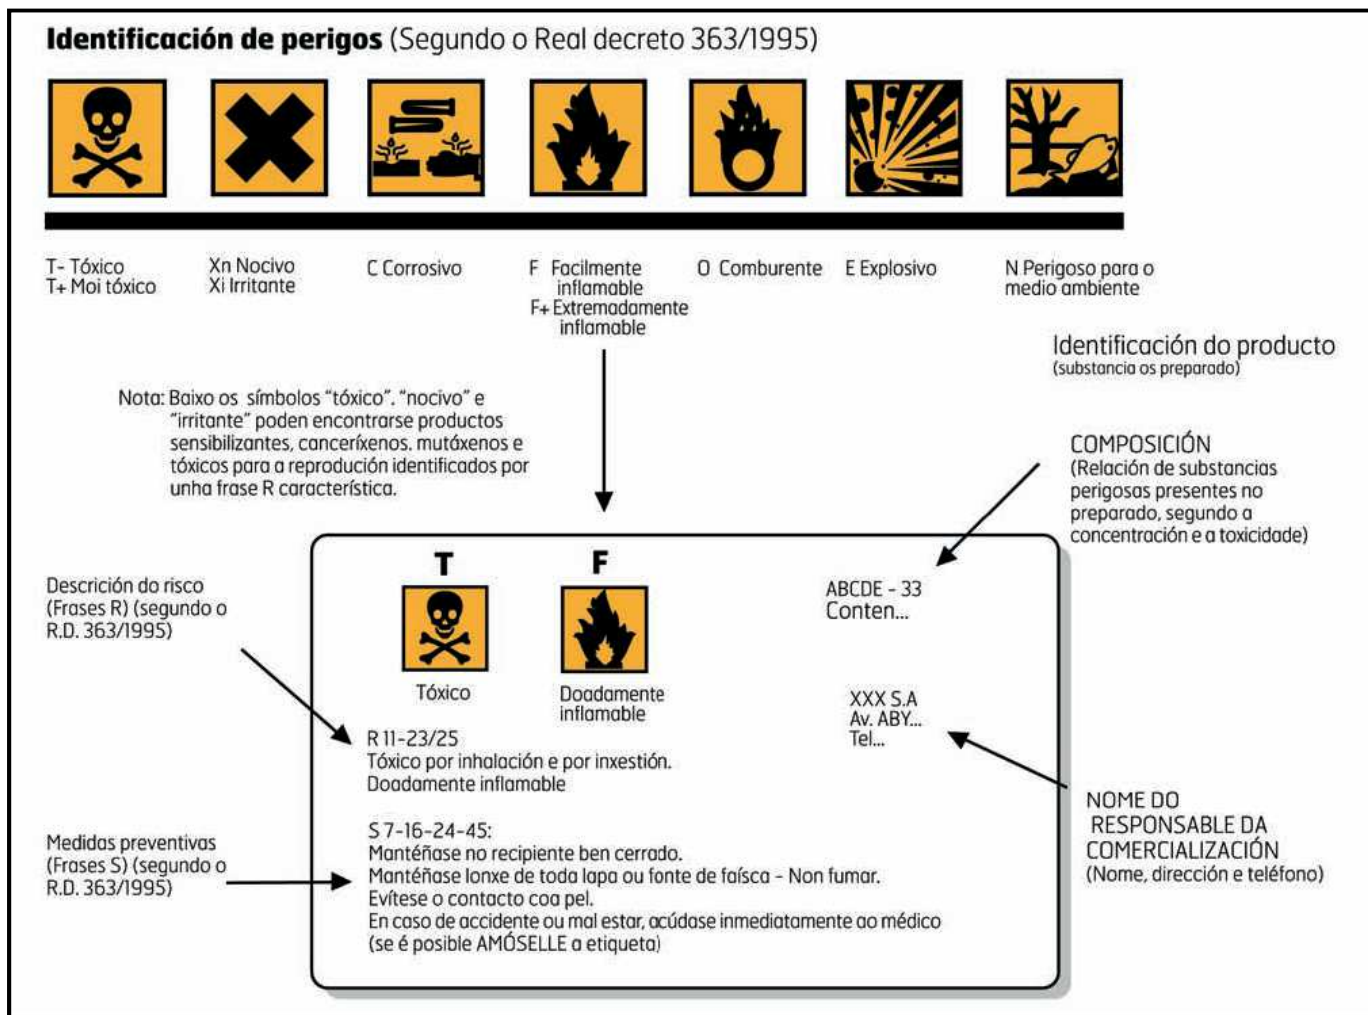 Identificación de perigos (Segundo o Real decreto 363/1995)
T- Tóxico
T+ Moi tóxico
Xn Nocivo
Xi Irritante
C Corrosivo
F Facilmente
inflamable
F+ Extremadamente
inflamable
O Comburente
E Explosivo
N Perigoso para o
medio ambiente
Identificación do producto
(substancia os preparado)
Nota: Baixo os símbolos "tóxico". "nocivo" e
"irritante" poden encontrarse productos
sensibilizantes, canceríxenos. mutáxenos e
tóxicos para a reprodución identificados por
unha frase R característica.
COMPOSICIÓN
(Relación de substancias
perigosas presentes no
preparado, segundo a
concentración e a toxicidade)
Descrición do risco
(Frases R) (segundo o
R.D. 363/1995)
T
Tóxico
F
Doadamente
inflamable
ABCDE - 33
Conten...
XXX S.A
Av. ABY...
Tel...
R 11-23/25
Tóxico por inhalación e por inxestión.
Doadamente inflamable
Medidas preventivas
(Frases S) (segundo o
R.D. 363/1995)
S 7-16-24-45:
Mantéñase no recipiente ben cerrado.
Mantéñase lonxe de toda lapa ou fonte de faísca - Non fumar.
Evítese o contacto coa pel.
En caso de accidente ou mal estar, acúdase inmediatamente ao médico
(se é posible AMÓSELLE a etiqueta)
NOME DO
RESPONSABLE DA
COMERCIALIZACIÓN
(Nome, dirección e teléfono)